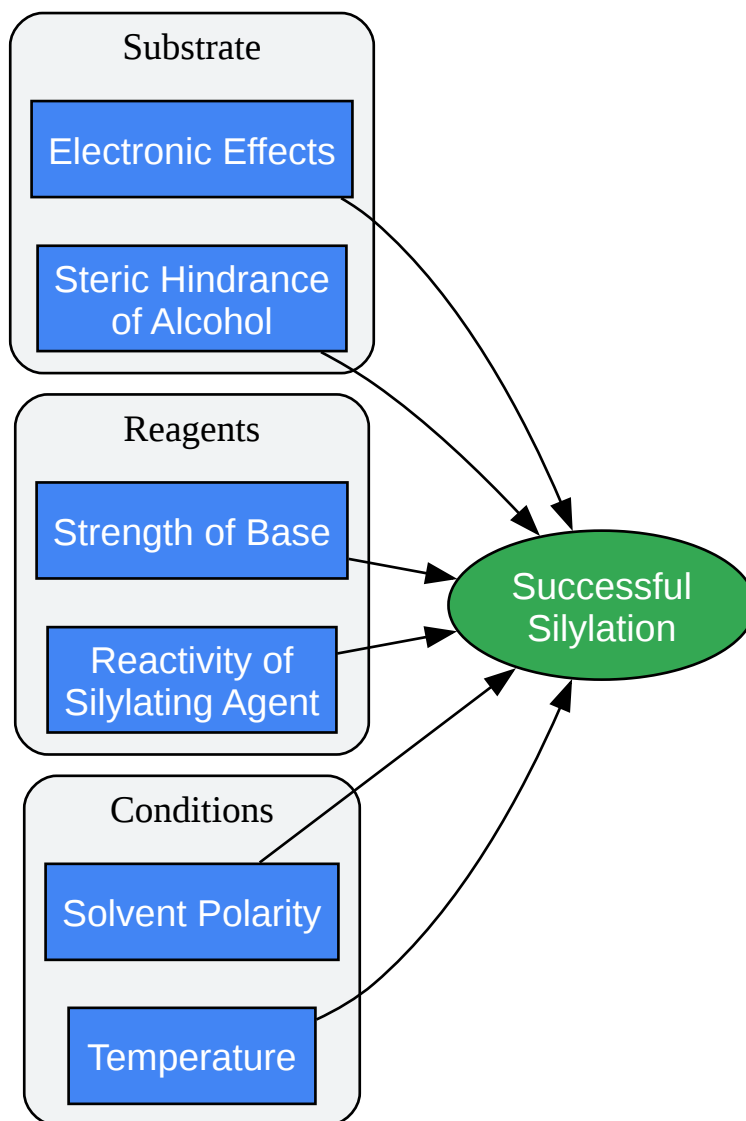 Substrate
Electronic Effects
Steric Hindrance
of Alcohol
Reagents
Strength of Base
Reactivity of
Silylating Agent
Conditions
Solvent Polarity
Temperature
Successful
Silylation